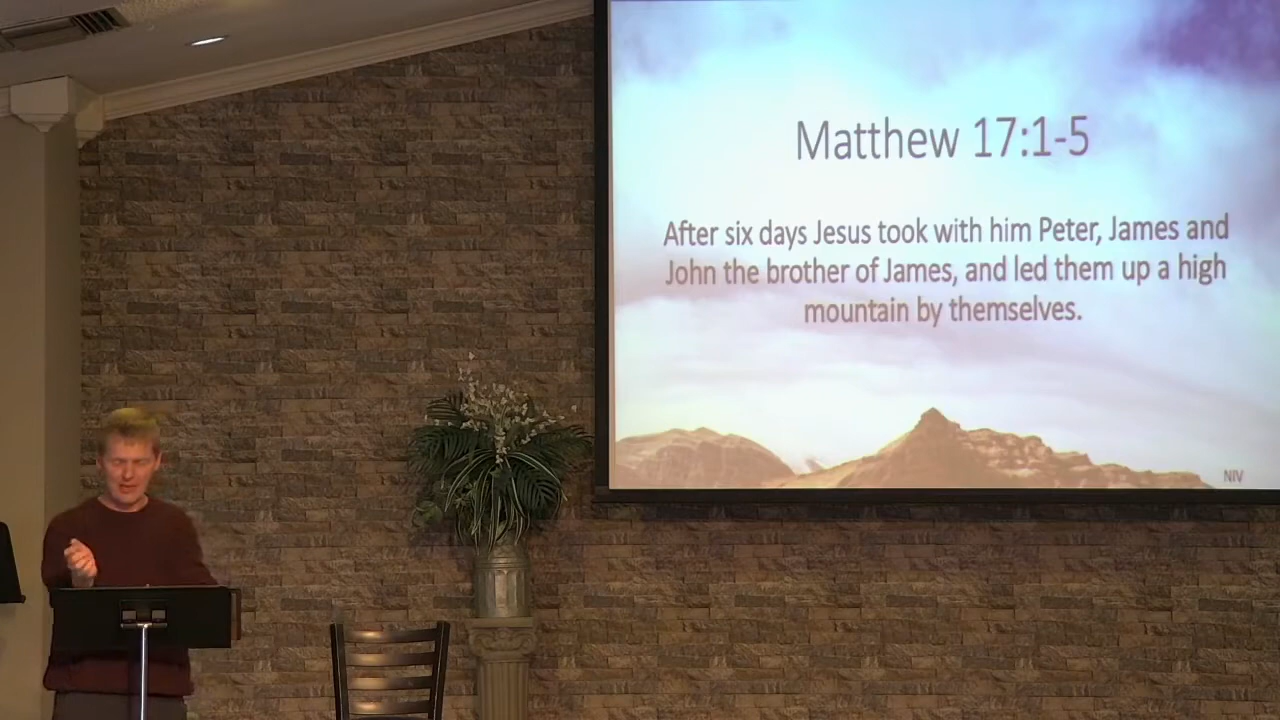 Matthew 17:1-5
After six days Jesus took with him Peter, James and
John the brother of James, and led them up a high
mountain by themselves.
NIV